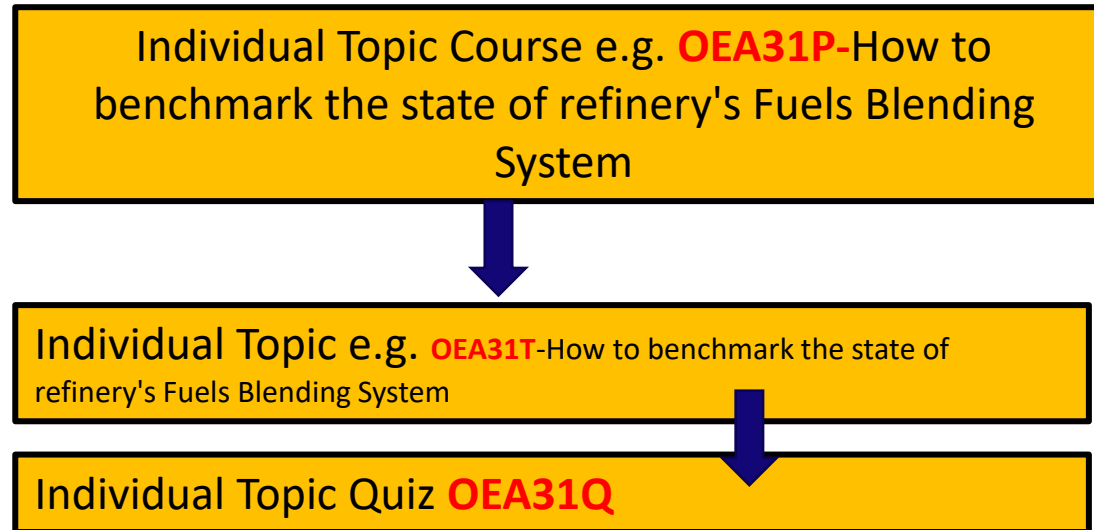 Individual Topic Course e.g. OEA31P-How to
benchmark the state of refinery's Fuels Blending
System
Individual Topic e.g. OEA31T-How to benchmark the state of
refinery's Fuels Blending System
Individual Topic Quiz OEA31Q